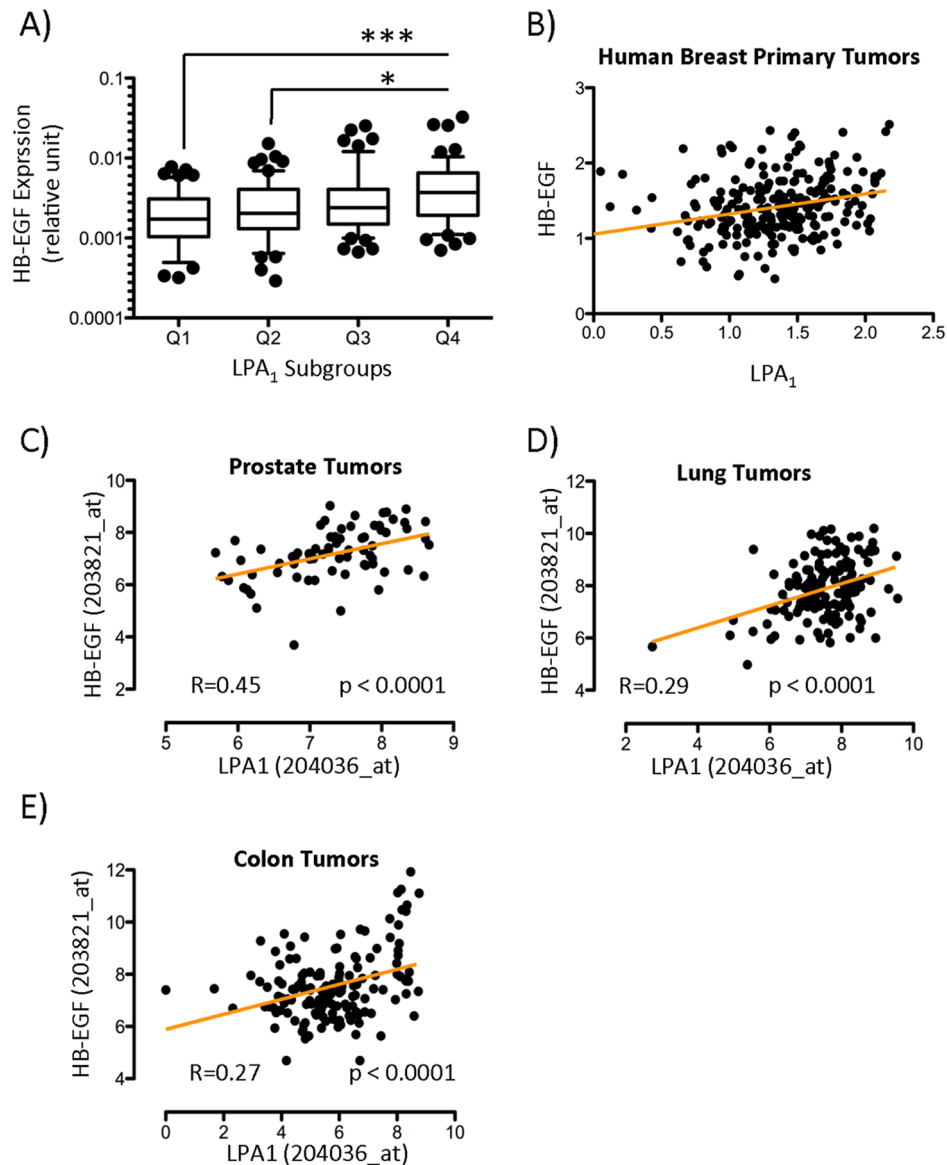 A)
***
*
0.1
0.01
0.001
0.0001
HB-EGF Exprssion
(relative unit)
Q1 Q2 Q3 Q4
LPA1 Subgroups
B)
Human Breast Primary Tumors
HB-EGF
3
2
1
0
0.0 0.5 1.0 1.5 2.0 2.5
LPA1
C)
Prostate Tumors
HB-EGF (203821_at)
10
8
6
4
2
R=0.45 p < 0.0001
5 6 7 8 9
LPA1 (204036_at)
D)
Lung Tumors
HB-EGF (203821_at)
12
10
8
6
4
R=0.29 p < 0.0001
2 4 6 8 10
LPA1 (204036_at)
E)
Colon Tumors
HB-EGF (203821_at)
12
10
8
6
4
R=0.27 p < 0.0001
0 2 4 6 8 10
LPA1 (204036_at)